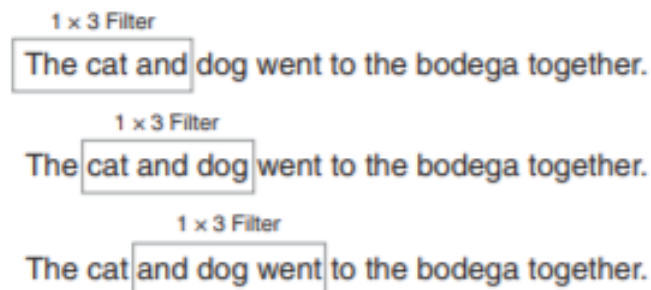 1 × 3 Filter
The cat and dog went to the bodega together.
1 × 3 Filter
The cat and dog went to the bodega together.
1 × 3 Filter
The cat and dog went to the bodega together.